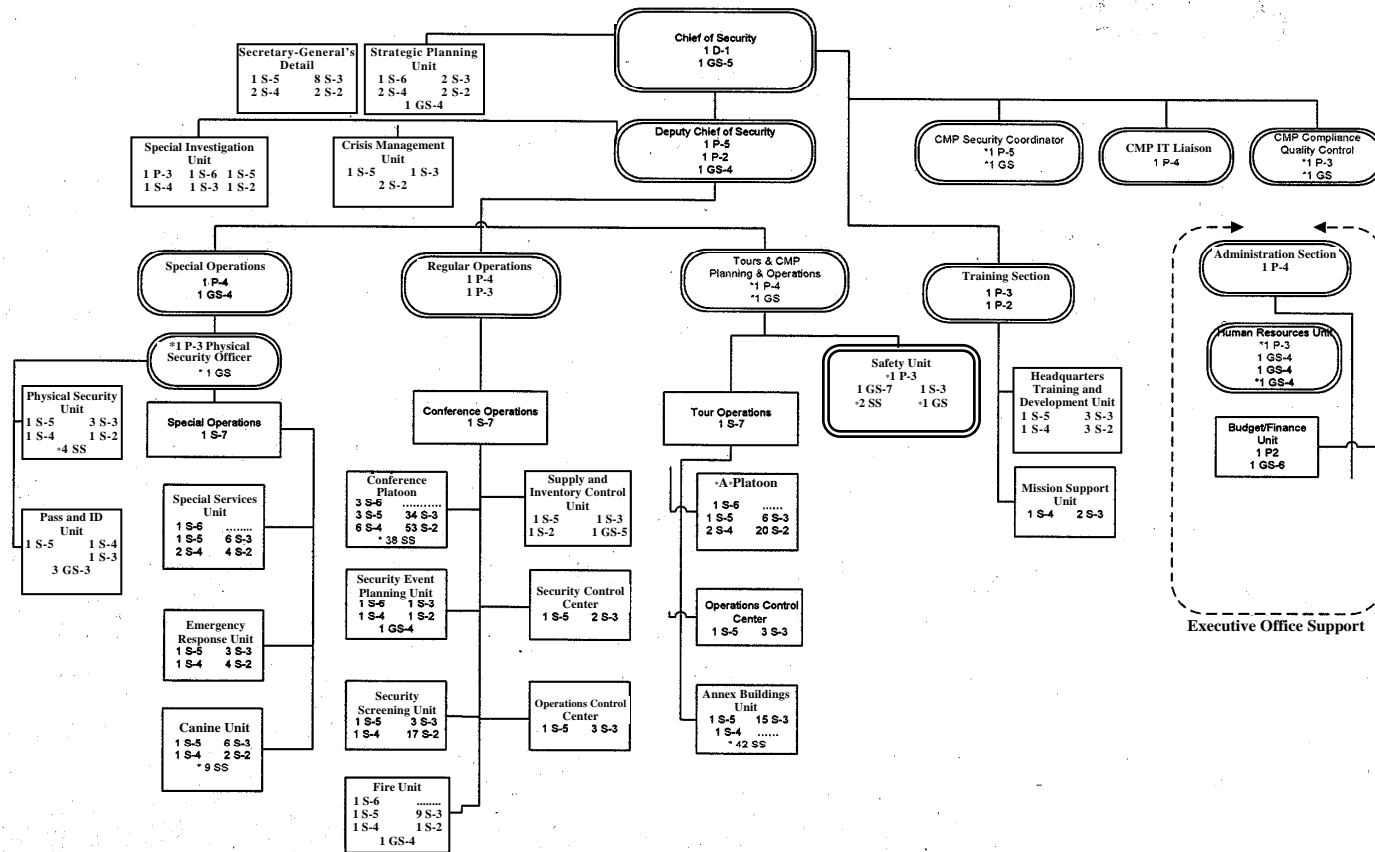 Chief of Security
1 D-1
1 GS-5
Secretary-General's
Detail
1 S-5 8 S-3
2 S-4 2 S-2
Strategic Planning
Unit
1 S-6 2 S-3
2 S-4 2 S-2
1 GS-4
Deputy Chief of Security
1 P-5
1 P-2
1 GS-4
Special Investigation
Unit
1 P-3 1 S-6 1 S-5
1 S-4 1 S-3 1 S-2
Crisis Management
Unit
1 S-5 1 S-3
2 S-2
CMP Security Coordinator
*1 P-5
*1 GS
CMP IT Liaison
1 P-4
CMP Compliance
Quality Control
*1 P-3
*1 GS
Special Operations
1 P-4
1 GS-4
Regular Operations
1 P-4
1 P-3
Tours & CMP
Planning & Operations
*1 P-4
*1 GS
Training Section
1 P-3
1 P-2
Administration Section
1 P-4
*1 P-3 Physical
Security Officer
* 1 GS
Human Resources Unit
*1 P-3
1 GS-4
1 GS-4
*1 GS-4
Safety Unit
*1 P-3
1 GS-7 1 S-3
*2 SS *1 GS
Physical Security
Unit
1 S-5 3 S-3
1 S-4 1 S-2
*4 SS
Special Operations
1 S-7
Conference Operations
1 S-7
Tour Operations
1 S-7
Headquarters
Training and
Development Unit
1 S-5 3 S-3
1 S-4 3 S-2
Budget/Finance
Unit
1 P2
1 GS-6
Pass and ID
Unit
1 S-5 1 S-4
1 S-3
3 GS-3
Special Services
Unit
1 S-6 ........
1 S-5 6 S-3
2 S-4 4 S-2
Conference
Platoon
3 S-6 ...........
3 S-5 34 S-3
6 S-4 53 S-2
* 38 SS
Supply and
Inventory Control
Unit
1 S-5 1 S-3
1 S-2 1 GS-5
*A*Platoon
1 S-6 ......
1 S-5 6 S-3
2 S-4 20 S-2
Mission Support
Unit
1 S-4 2 S-3
Emergency
Response Unit
1 S-5 3 S-3
1 S-4 4 S-2
Security Event
Planning Unit
1 S-6 1 S-3
1 S-4 1 S-2
1 GS-4
Security Control
Center
1 S-5 2 S-3
Operations Control
Center
1 S-5 3 S-3
Executive Office Support
Canine Unit
1 S-5 6 S-3
1 S-4 2 S-2
* 9 SS
Security
Screening Unit
1 S-5 3 S-3
1 S-4 17 S-2
Operations Control
Center
1 S-5 3 S-3
Annex Buildings
Unit
1 S-5 15 S-3
1 S-4 ......
* 42 SS
Fire Unit
1 S-6 ........
1 S-5 9 S-3
1 S-4 1 S-2
1 GS-4